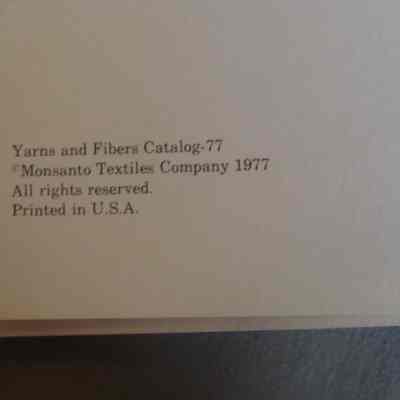 Yarns and Fibers Catalog-77
©Monsanto Textiles Company 1977
All rights reserved.
Printed in U.S.A.